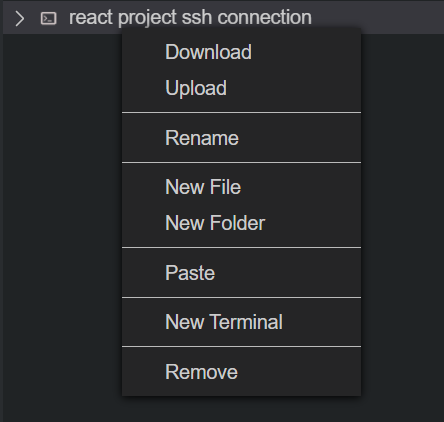 react project ssh connection
Download
Upload
Rename
New File
New Folder
Paste
New Terminal
Remove